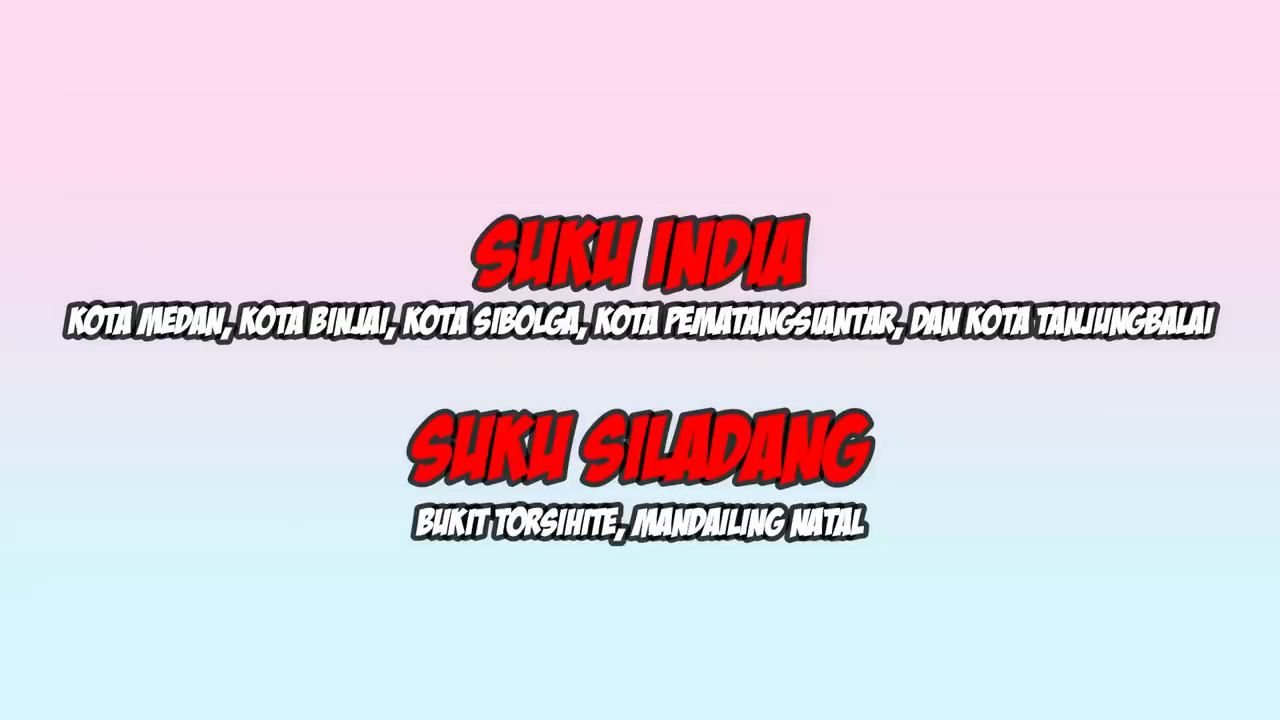 SUKU INDIA
KOTA MEDAN, KOTA BINJAI, KOTA SIBOLGA, KOTA PEMATANGSIANTAR, DAN KOTA TANJUNGBALAI
SUKU SILADANG
BUKIT TORSIHITE, MANDAILING NATAL